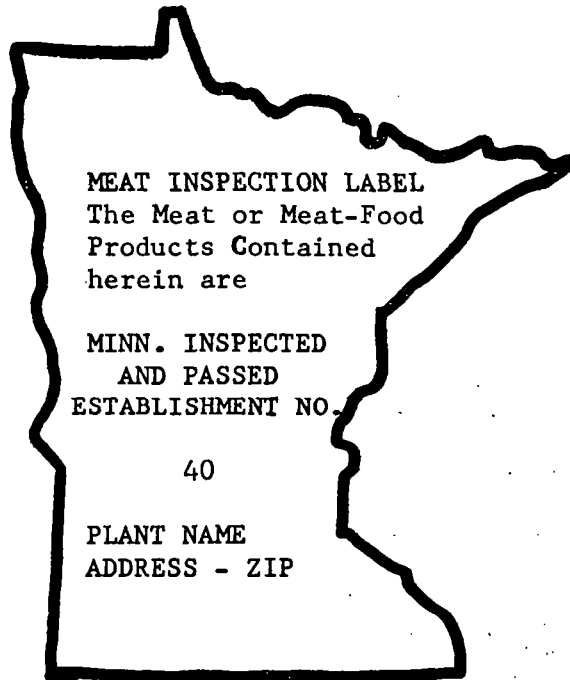 MEAT INSPECTION LABEL
The Meat or Meat-Food
Products Contained
herein are
MINN. INSPECTED
AND PASSED
ESTABLISHMENT NO.
40
PLANT NAME
ADDRESS - ZIP